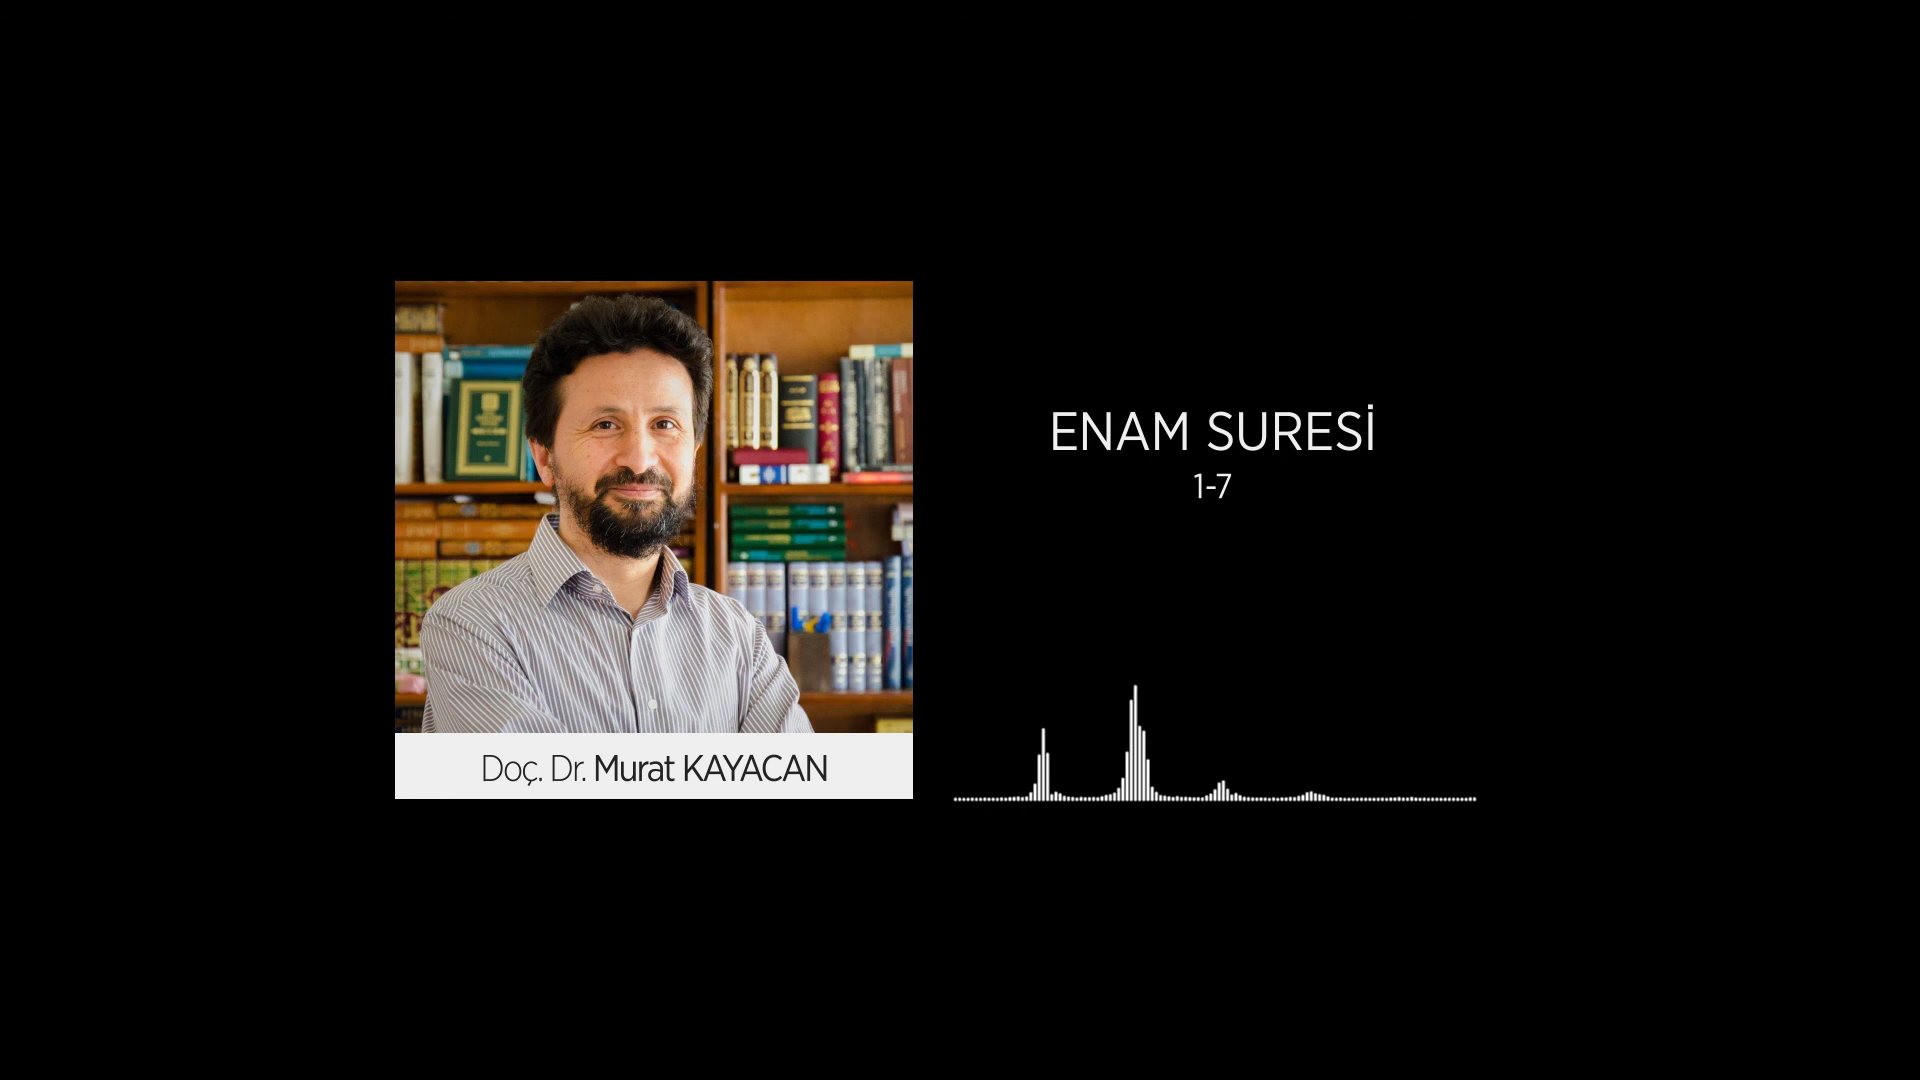 ENAM SURESİ
1-7
Doç. Dr. Murat KAYACAN